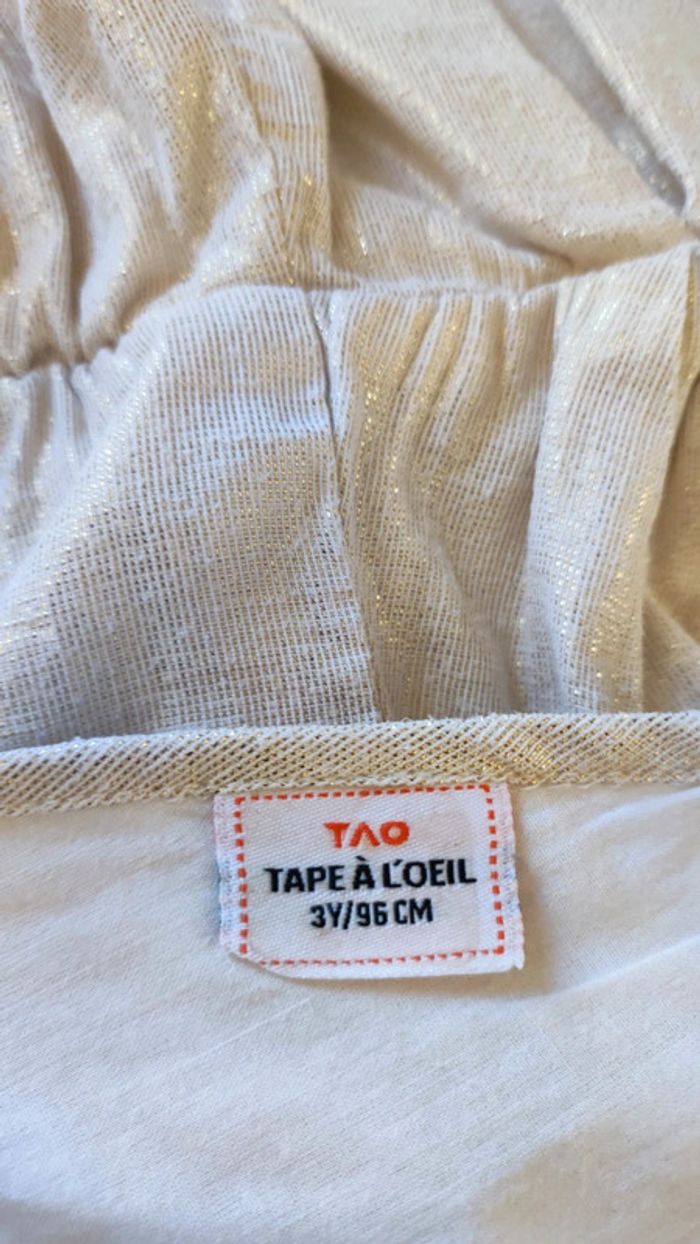 TAO
TAPE À L'OEIL
3Y/96 CM